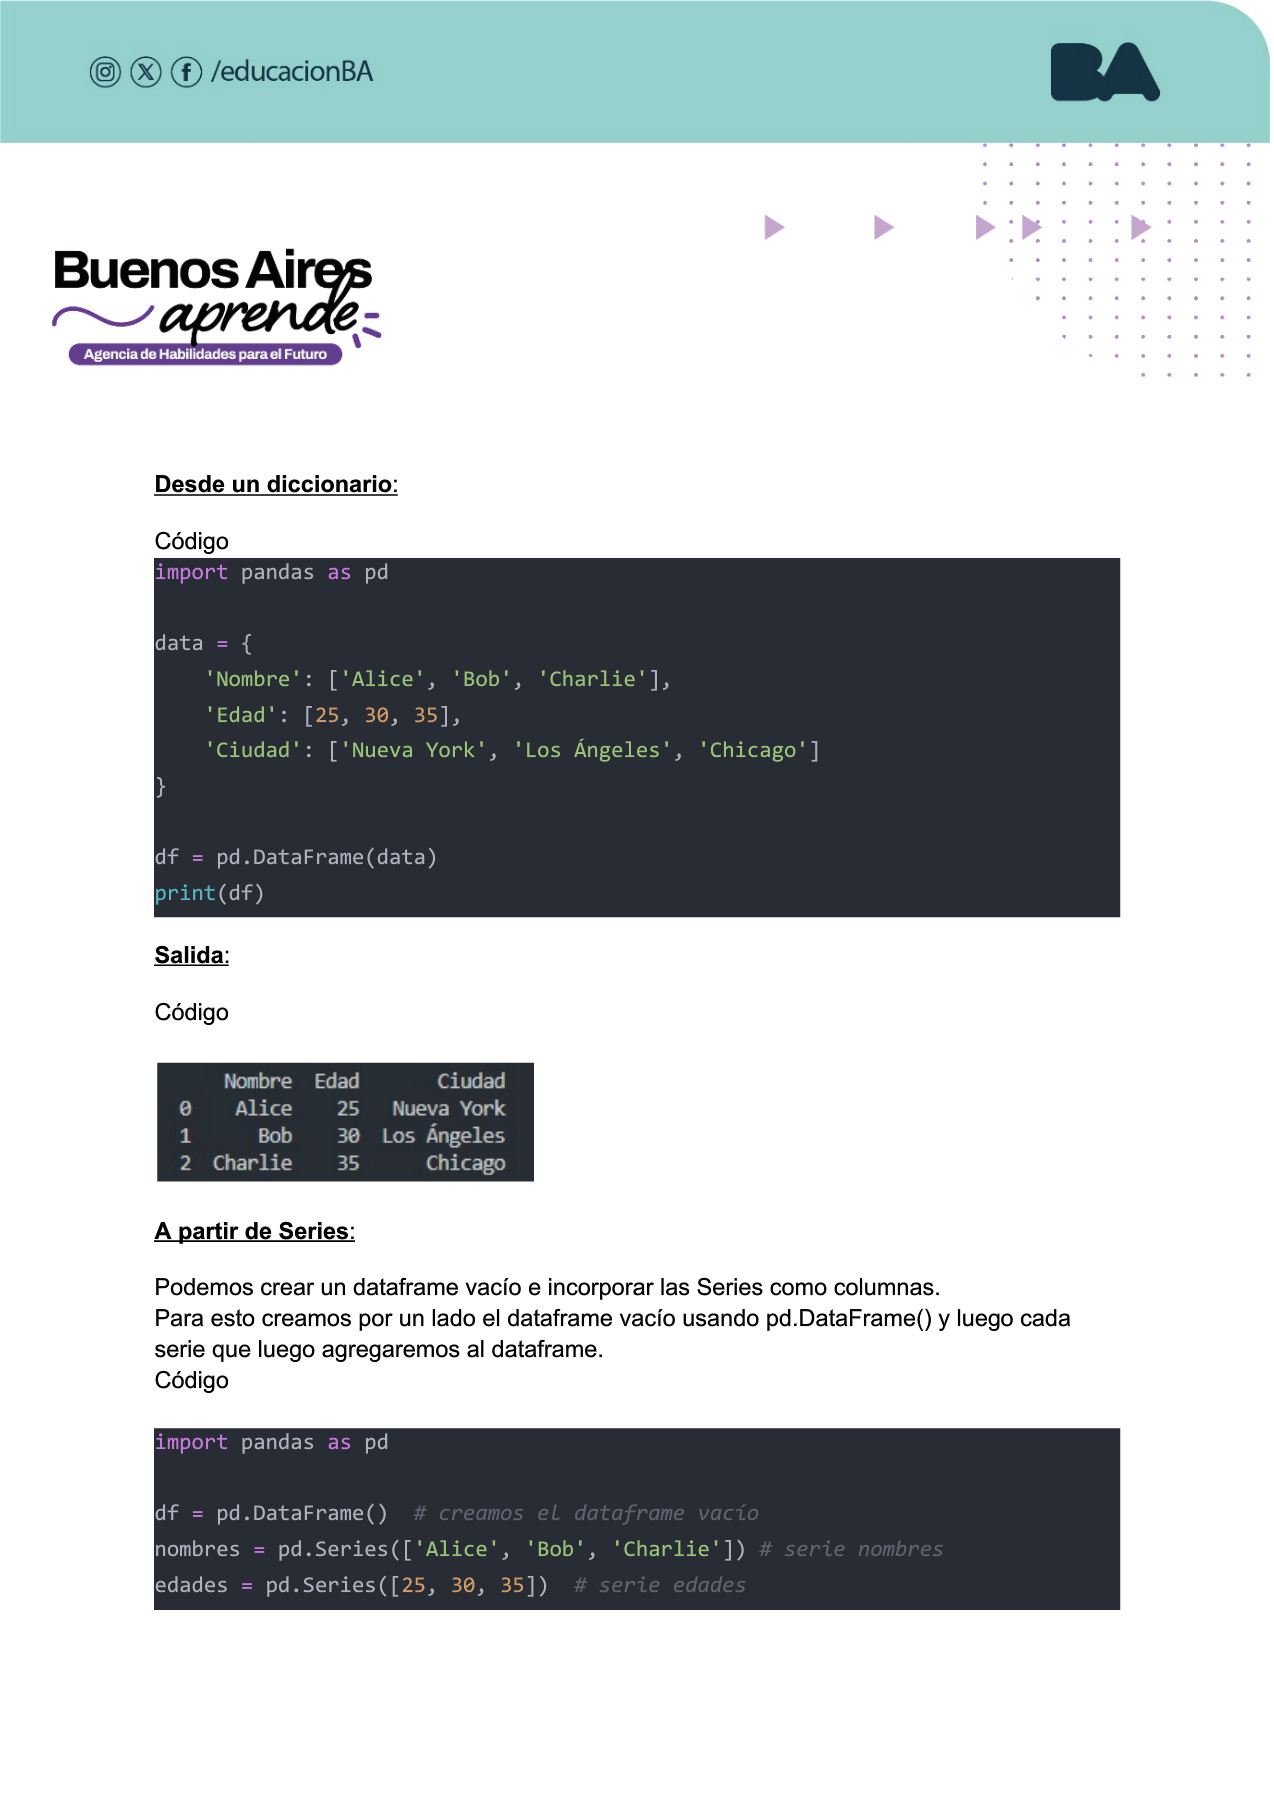 /educacionBA
BA
Buenos Aires
aprende
Agencia de Habilidades para el Futuro
Desde un diccionario:
Código
import pandas as pd
data = {
    'Nombre': ['Alice', 'Bob', 'Charlie'],
    'Edad': [25, 30, 35],
    'Ciudad': ['Nueva York', 'Los Ángeles', 'Chicago']
}
df = pd.DataFrame(data)
print(df)
Salida:
Código
    Nombre  Edad       Ciudad
0    Alice    25   Nueva York
1      Bob    30  Los Ángeles
2  Charlie    35      Chicago
A partir de Series:
Podemos crear un dataframe vacío e incorporar las Series como columnas.
Para esto creamos por un lado el dataframe vacío usando pd.DataFrame() y luego cada
serie que luego agregaremos al dataframe.
Código
import pandas as pd
df = pd.DataFrame()  # creamos el dataframe vacío
nombres = pd.Series(['Alice', 'Bob', 'Charlie']) # serie nombres
edades = pd.Series([25, 30, 35])  # serie edades